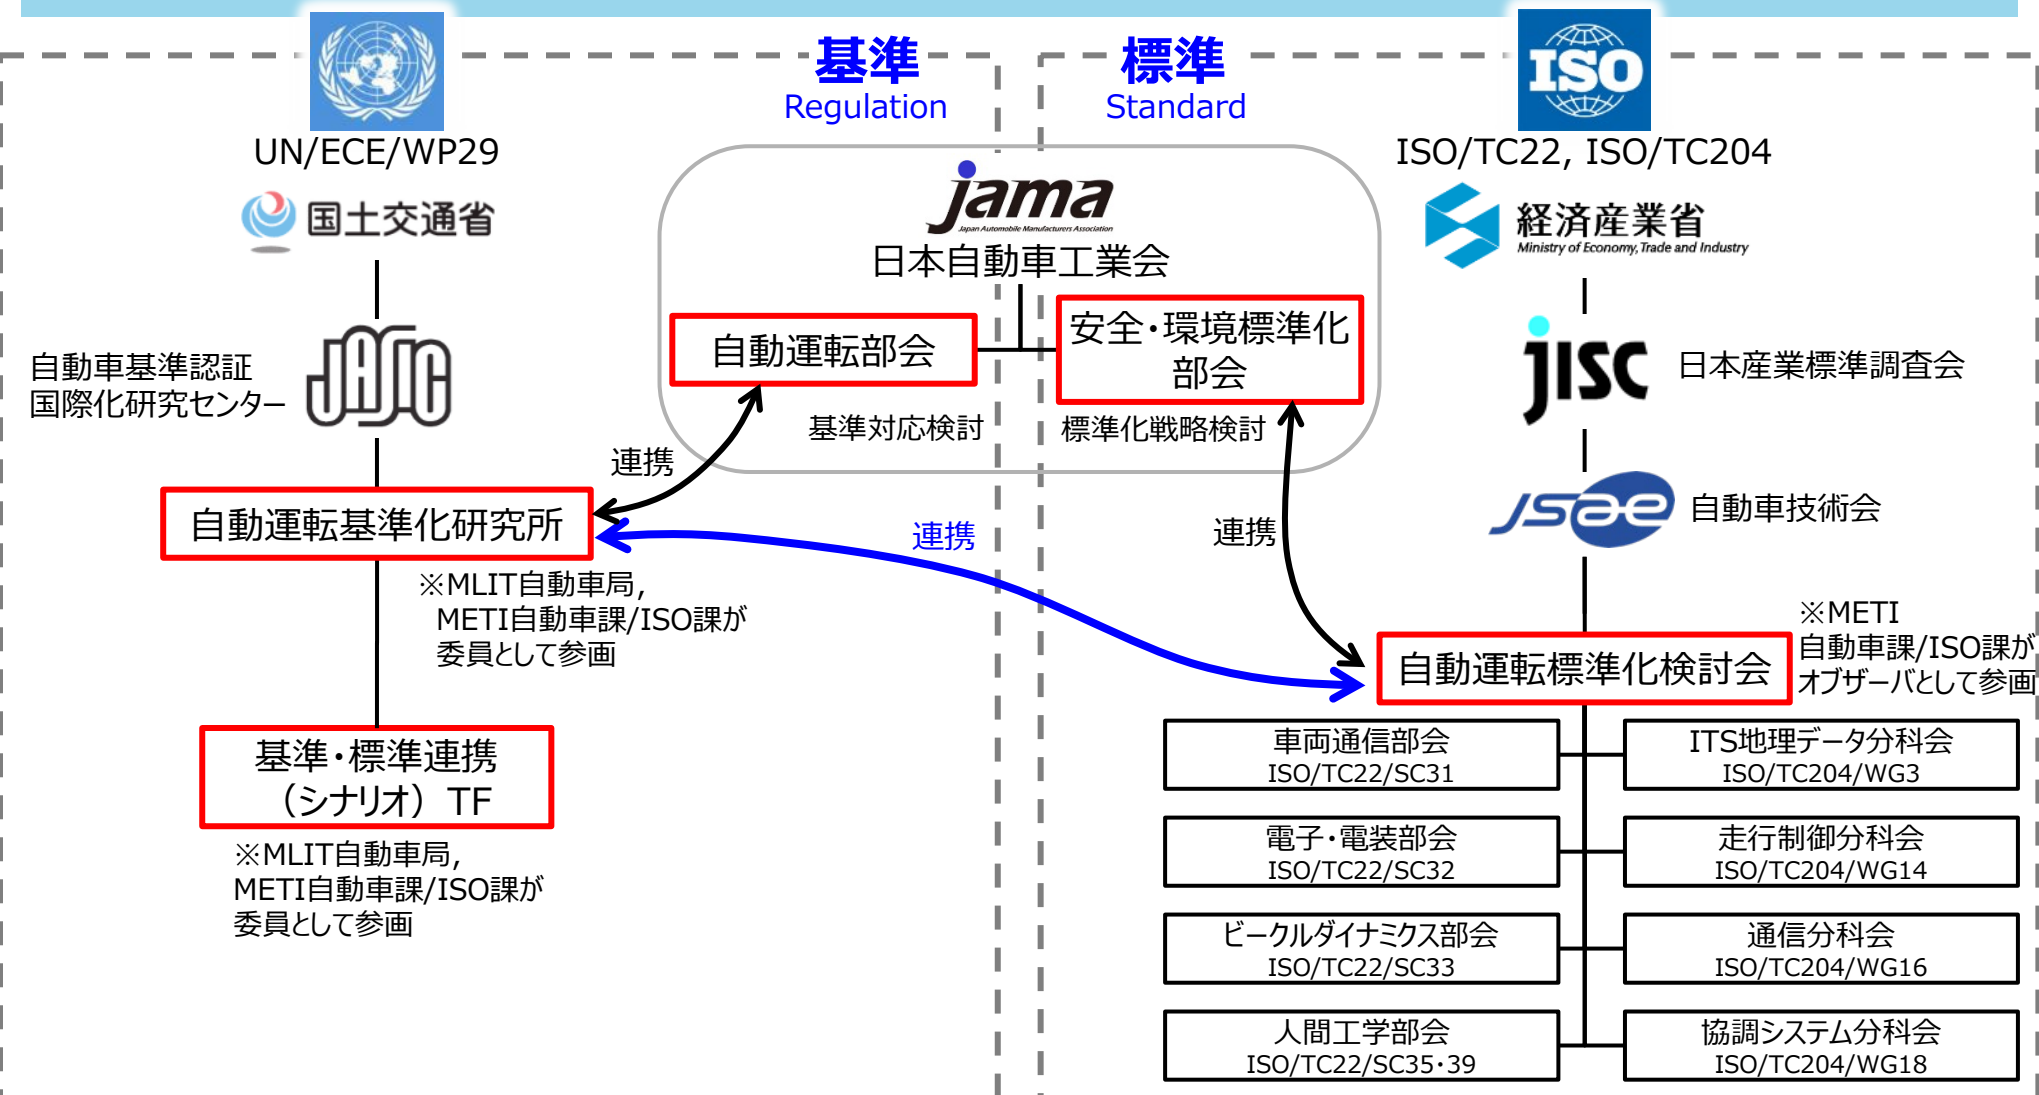 基準
Regulation
標準
Standard
UN/ECE/WP29
国土交通省
自動車基準認証
国際化研究センター
JASIC
自動運転基準化研究所
※MLIT自動車局,
METI自動車課/ISO課が
委員として参画
基準・標準連携
（シナリオ）TF
※MLIT自動車局,
METI自動車課/ISO課が
委員として参画
jama
Japan Automobile Manufacturers Association
日本自動車工業会
自動運転部会
安全・環境標準化
部会
基準対応検討
標準化戦略検討
連携
連携
連携
ISO
ISO/TC22, ISO/TC204
経済産業省
Ministry of Economy, Trade and Industry
jISC
日本産業標準調査会
JSae
自動車技術会
※METI
自動車課/ISO課が
オブザーバとして参画
自動運転標準化検討会
車両通信部会
ISO/TC22/SC31
ITS地理データ分科会
ISO/TC204/WG3
電子・電装部会
ISO/TC22/SC32
走行制御分科会
ISO/TC204/WG14
ビークルダイナミクス部会
ISO/TC22/SC33
通信分科会
ISO/TC204/WG16
人間工学部会
ISO/TC22/SC35・39
協調システム分科会
ISO/TC204/WG18